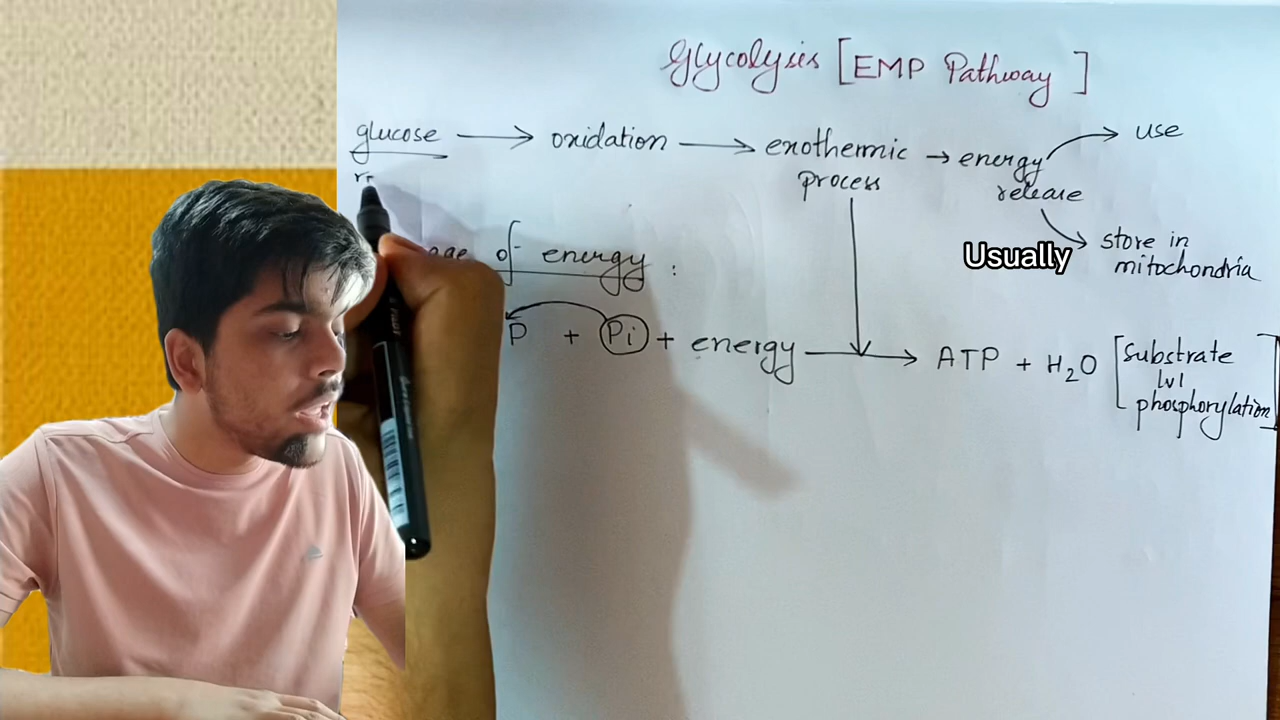 Glycolysis [EMP Pathway]
glucose → oxidation → exothermic process → energy release
use
store in
mitochondria
Usually
of energy :
P + Pi + energy → ATP + H2O [substrate
lvl
phosphorylation]